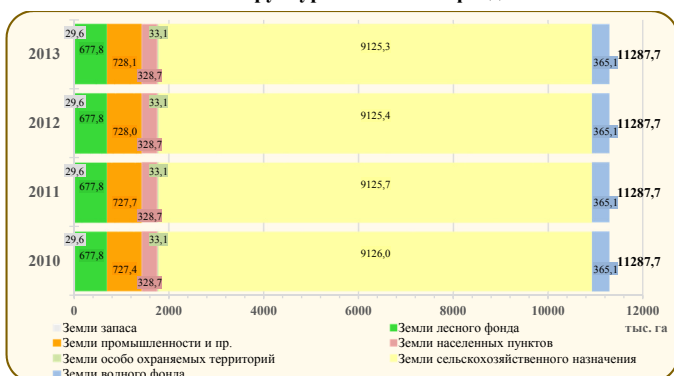 2013 29,6 677,8 728,1 328,7 33,1 9125,3 365,1 11287,7
2012 29,6 677,8 728,0 328,7 33,1 9125,4 365,1 11287,7
2011 29,6 677,8 727,7 328,7 33,1 9125,7 365,1 11287,7
2010 29,6 677,8 727,4 328,7 33,1 9126,0 365,1 11287,7
0 2000 4000 6000 8000 10000 12000
тыс. га
Земли запаса
Земли лесного фонда
Земли промышленности и пр.
Земли населенных пунктов
Земли особо охраняемых территорий
Земли сельскохозяйственного назначения
Земли водного фонда